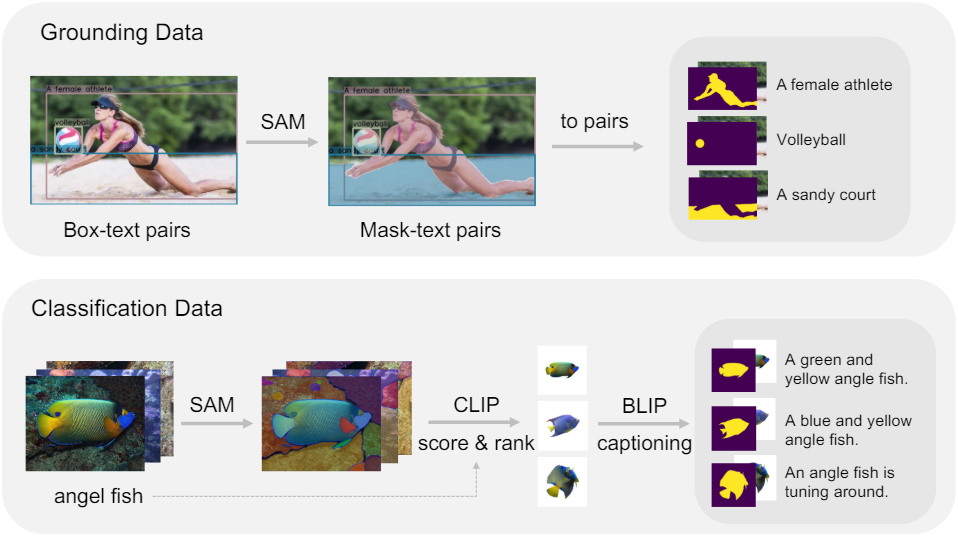 Grounding Data
A female athlete
volleyball
a sandy court
SAM
A female athlete
volleyball
to pairs
A female athlete
Volleyball
A sandy court
Box-text pairs
Mask-text pairs
Classification Data
SAM
CLIP
score & rank
BLIP
captioning
A green and
yellow angle fish.
A blue and yellow
angle fish.
An angle fish is
tuning around.
angel fish